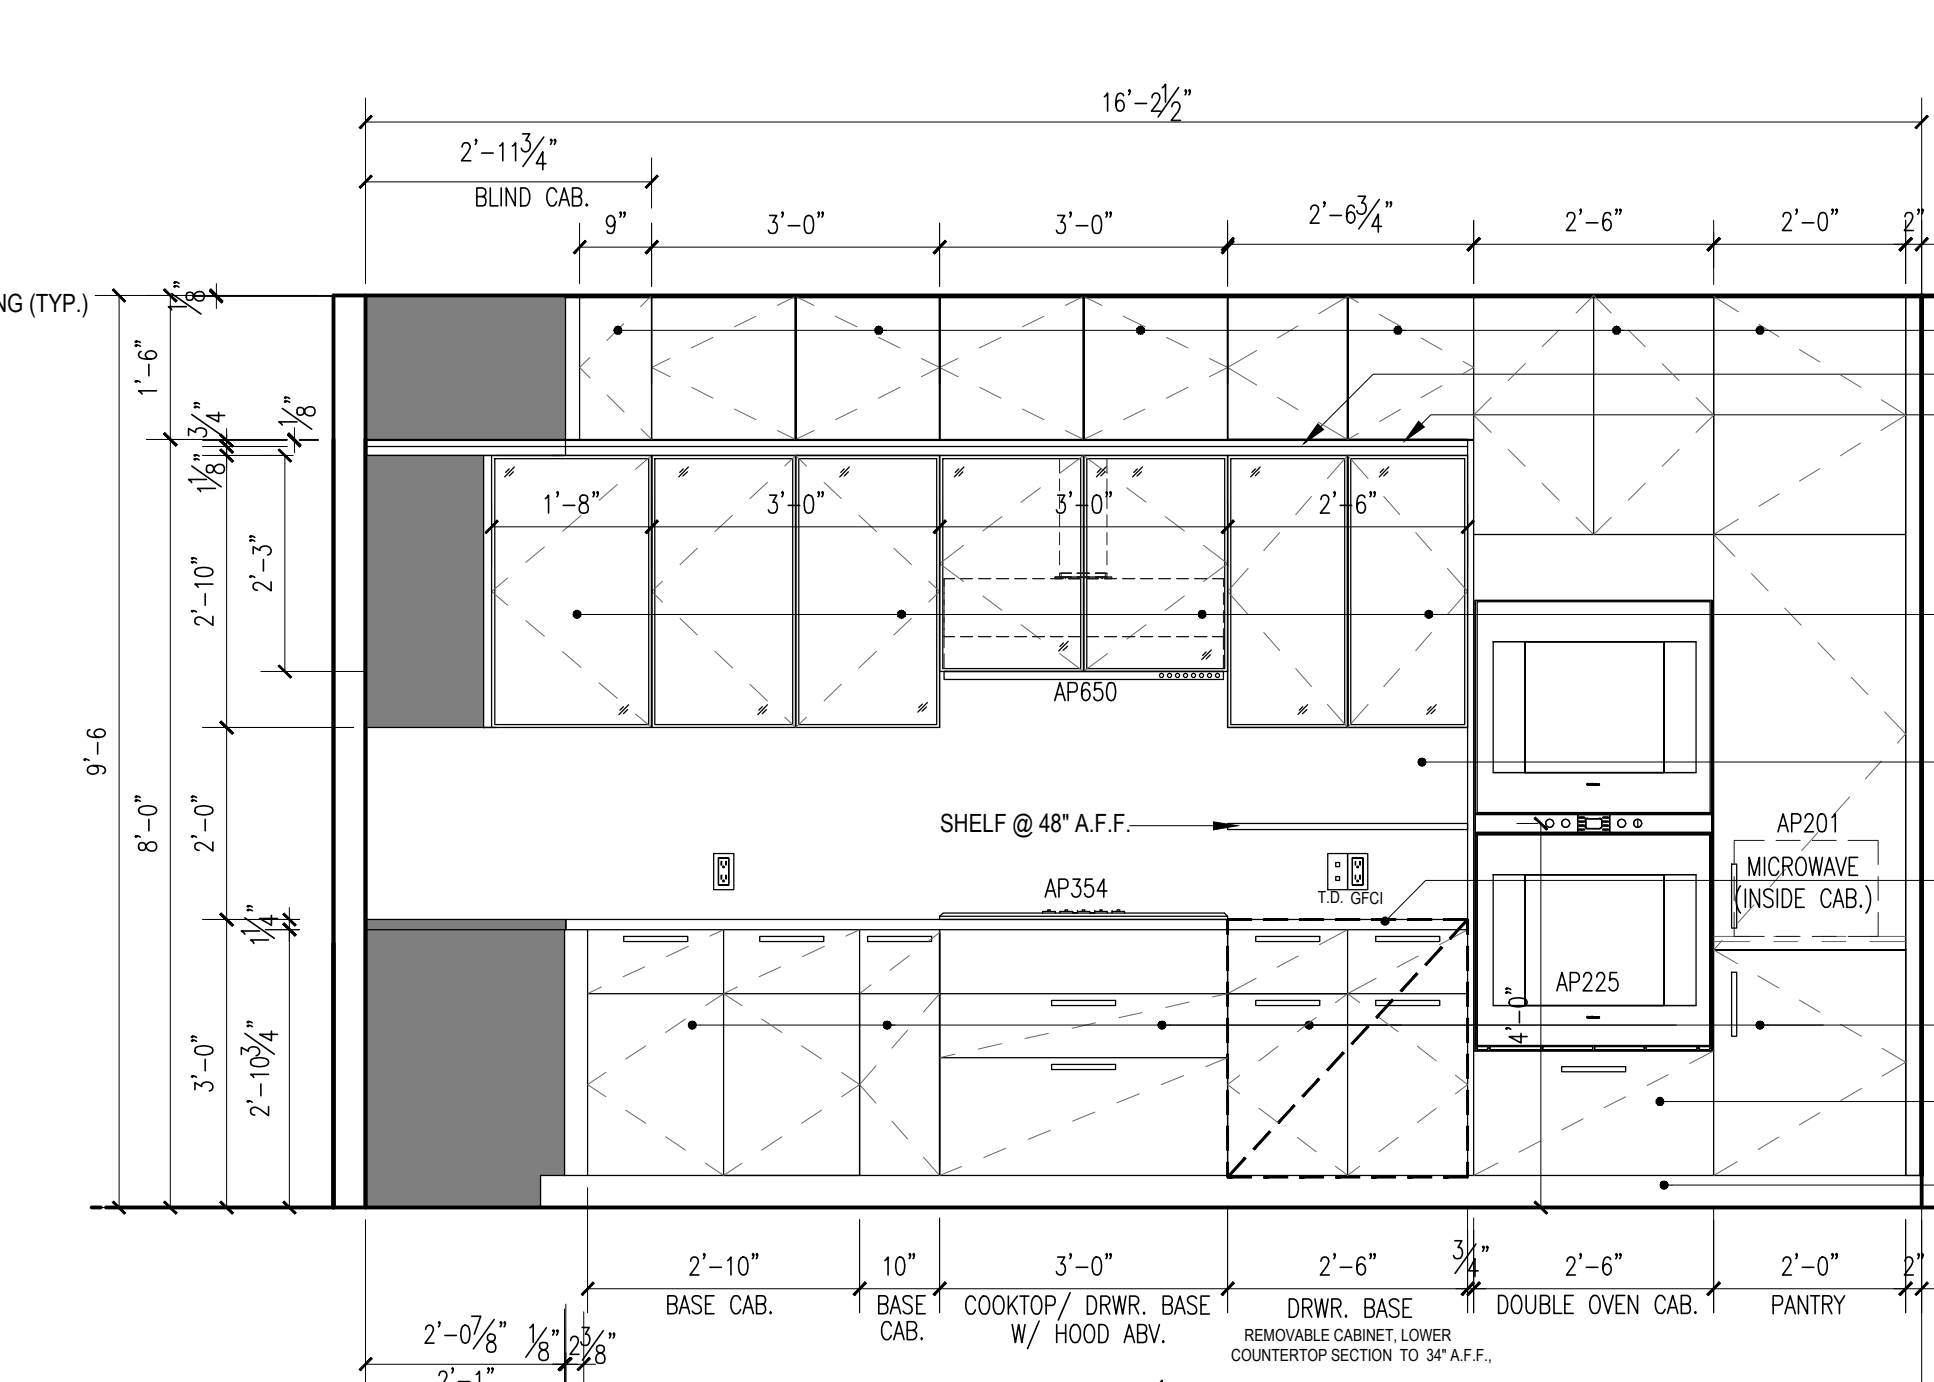 16'-2½"
2'-11¾"
BLIND CAB.
9"
3'-0"
3'-0"
2'-6¾"
2'-6"
2'-0"
2"
NG (TYP.)
1'-6"
3/4"
1/8"
2'-10"
2'-3"
9'-6
8'-0"
2'-0"
1¼"
3'-0"
2'-10¾"
1'-8"
3'-0"
3'-0"
2'-6"
AP650
SHELF @ 48" A.F.F.
AP354
T.D. GFCI
AP201
MICROWAVE
(INSIDE CAB.)
AP225
4'-0"
2'-10"
10"
3'-0"
2'-6"
3/4"
2'-6"
2'-0"
2"
BASE CAB.
BASE
CAB.
COOKTOP/ DRWR. BASE
W/ HOOD ABV.
DRWR. BASE
REMOVABLE CABINET, LOWER
COUNTERTOP SECTION TO 34" A.F.F.,
DOUBLE OVEN CAB.
PANTRY
2'-0⅞"
⅛"
2⅜"
2'-1"